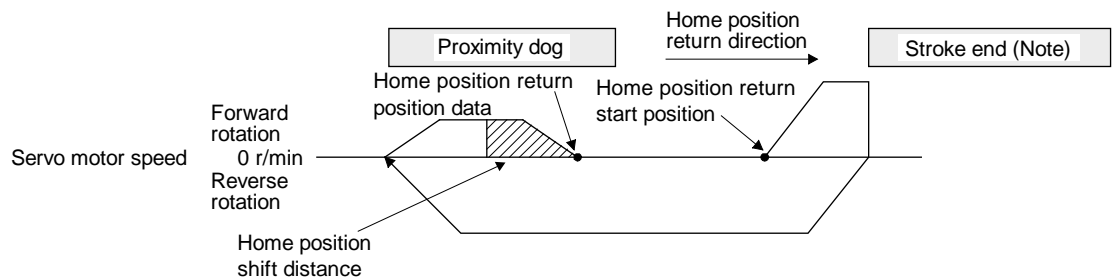 Home position
return direction
Proximity dog
Stroke end (Note)
Home position return
position data
Home position return
start position
Forward
rotation
Servo motor speed
0 r/min
Reverse
rotation
Home position
shift distance